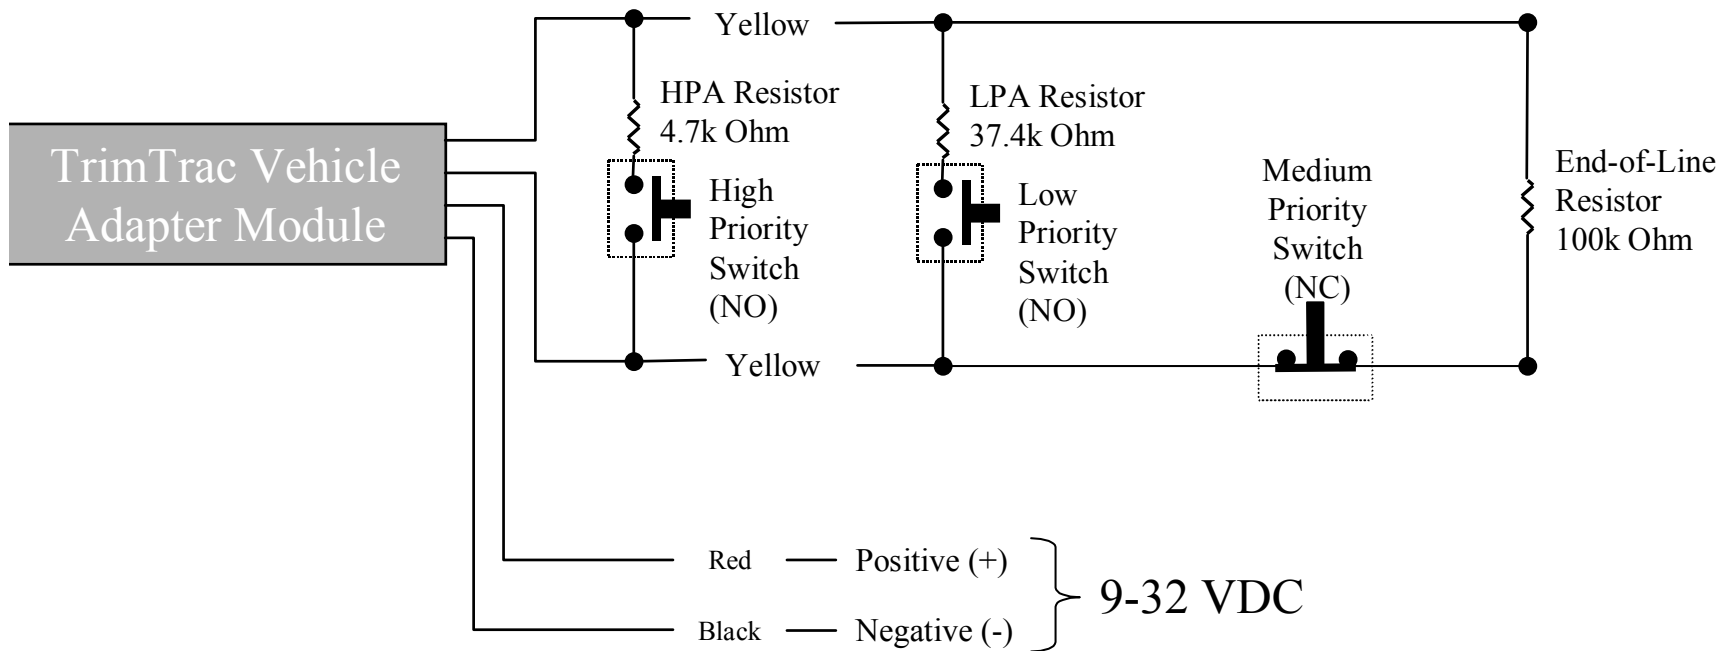 Yellow
HPA Resistor
4.7k Ohm
LPA Resistor
37.4k Ohm
TrimTrac Vehicle
Adapter Module
High
Priority
Switch
(NO)
Low
Priority
Switch
(NO)
Medium
Priority
Switch
(NC)
End-of-Line
Resistor
100k Ohm
Yellow
Red
Positive (+)
9-32 VDC
Black
Negative (-)